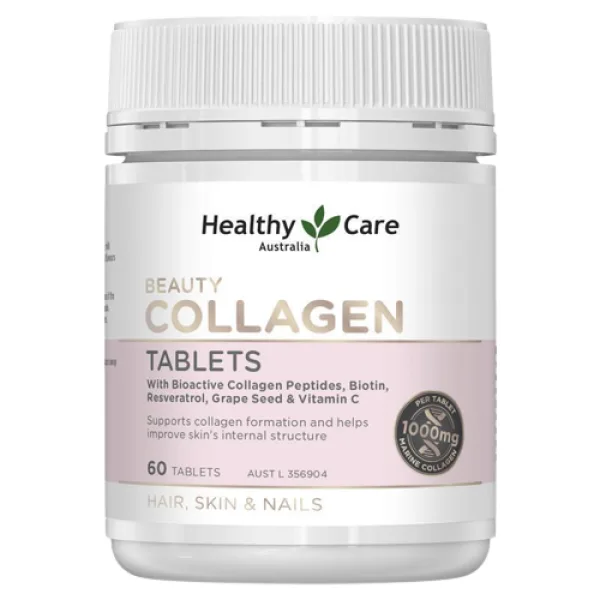 Healthy Care
Australia
BEAUTY
COLLAGEN
TABLETS
With Bioactive Collagen Peptides, Biotin,
Resveratrol, Grape Seed & Vitamin C
Supports collagen formation and helps
improve skin's internal structure
PER TABLET
1000mg
MARINE COLLAGEN
60 TABLETS
AUST L 356904
HAIR, SKIN & NAILS